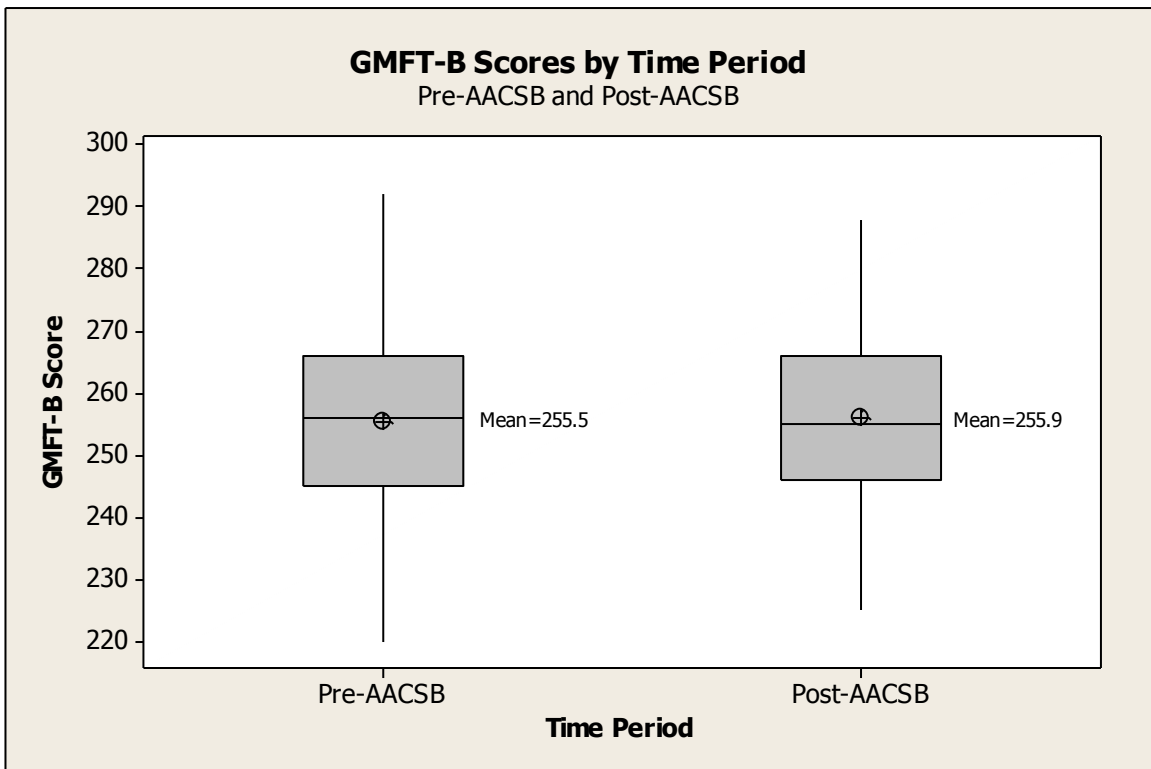 GMFT-B Scores by Time Period
Pre-AACSB and Post-AACSB
GMFT-B Score
300
290
280
270
260
250
240
230
220
Mean=255.5
Mean=255.9
Pre-AACSB
Post-AACSB
Time Period